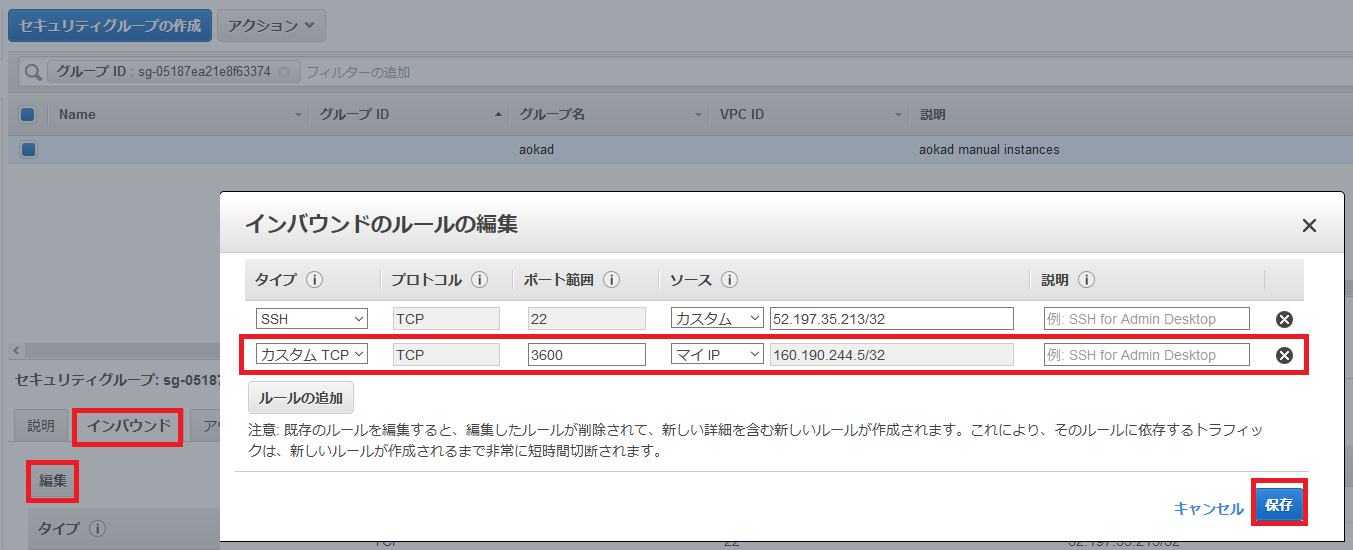 セキュリティグループの作成 アクション
グループ ID : sg-05187ea21e8f63374 フィルターの追加
Name グループ ID グループ名 VPC ID 説明
aokad aokad manual instances
インバウンドのルールの編集
タイプ プロトコル ポート範囲 ソース 説明
SSH TCP 22 カスタム 52.197.35.213/32 例: SSH for Admin Desktop
カスタム TCP TCP 3600 マイ IP 160.190.244.5/32 例: SSH for Admin Desktop
ルールの追加
注意: 既存のルールを編集すると、編集したルールが削除されて、新しい詳細を含む新しいルールが作成されます。これにより、そのルールに依存するトラフィッ
クは、新しいルールが作成されるまで非常に短時間切断されます。
キャンセル 保存
セキュリティグループ: sg-05187
説明 インバウンド
編集
タイプ